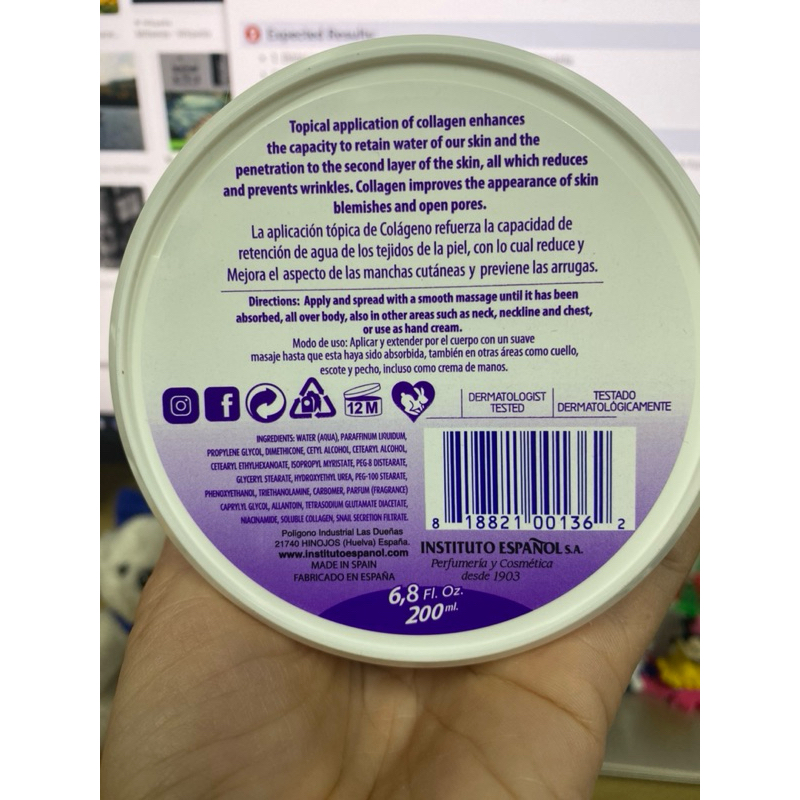 Expected Results
Topical application of collagen enhances
the capacity to retain water of our skin and the
penetration to the second layer of the skin, all which reduces
and prevents wrinkles. Collagen improves the appearance of skin
blemishes and open pores.
La aplicación tópica de Colágeno refuerza la capacidad de
retención de agua de los tejidos de la piel, con lo cual reduce y
Mejora el aspecto de las manchas cutáneas y previene las arrugas.
Directions: Apply and spread with a smooth massage until it has been
absorbed, all over body, also in other areas such as neck, neckline and chest,
or use as hand cream.
Modo de uso: Aplicar y extender por el cuerpo con un suave
masaje hasta que esta haya sido absorbida, también en otras áreas como cuello,
escote y pecho, incluso como crema de manos.
12 M
DERMATOLOGIST
TESTED
TESTADO
DERMATOLÓGICAMENTE
INGREDIENTS: WATER (AQUA), PARAFFINUM LIQUIDUM,
PROPYLENE GLYCOL, DIMETHICONE, CETYL ALCOHOL, CETEARYL ALCOHOL,
CETEARYL ETHYLHEXANOATE, ISOPROPYL MYRISTATE, PEG-8 DISTEARATE,
GLYCERYL STEARATE, HYDROXYETHYL UREA, PEG-100 STEARATE,
PHENOXYETHANOL, TRIETHANOLAMINE, CARBOMER, PARFUM (FRAGRANCE)
CAPRYLYL GLYCOL, ALLANTOIN, TETRASODIUM GLUTAMATE DIACETATE,
NIACINAMIDE, SOLUBLE COLLAGEN, SNAIL SECRETION FILTRATE.
8 18821 00136 2
Polígono Industrial Las Dueñas
21740 HINOJOS (Huelva) España.
www.institutoespanol.com
MADE IN SPAIN
FABRICADO EN ESPAÑA
INSTITUTO ESPAÑOL S.A.
Perfumería y Cosmética
desde 1903
6,8 Fl. Oz.
200 ml.